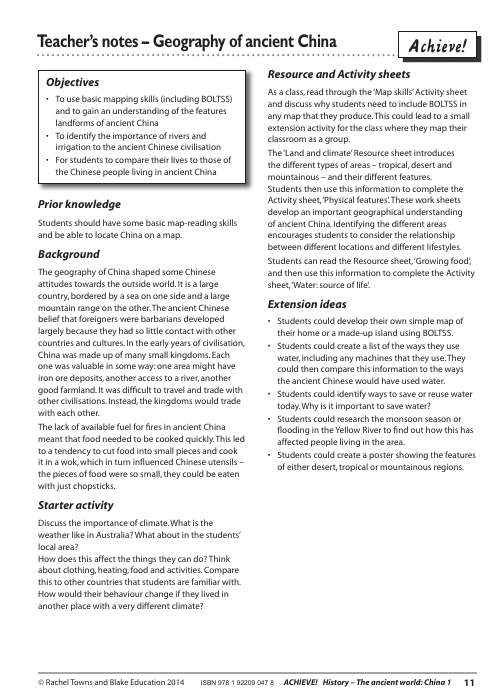 Teacher's notes – Geography of ancient China
Achieve!
Objectives
• To use basic mapping skills (including BOLTSS)
and to gain an understanding of the features
landforms of ancient China
• To identify the importance of rivers and
irrigation to the ancient Chinese civilisation
• For students to compare their lives to those of
the Chinese people living in ancient China
Prior knowledge
Students should have some basic map-reading skills
and be able to locate China on a map.
Background
The geography of China shaped some Chinese
attitudes towards the outside world. It is a large
country, bordered by a sea on one side and a large
mountain range on the other. The ancient Chinese
belief that foreigners were barbarians developed
largely because they had so little contact with other
countries and cultures. In the early years of civilisation,
China was made up of many small kingdoms. Each
one was valuable in some way: one area might have
iron ore deposits, another access to a river, another
good farmland. It was difficult to travel and trade with
other civilisations. Instead, the kingdoms would trade
with each other.
The lack of available fuel for fires in ancient China
meant that food needed to be cooked quickly. This led
to a tendency to cut food into small pieces and cook
it in a wok, which in turn influenced Chinese utensils –
the pieces of food were so small, they could be eaten
with just chopsticks.
Starter activity
Discuss the importance of climate. What is the
weather like in Australia? What about in the students'
local area?
How does this affect the things they can do? Think
about clothing, heating, food and activities. Compare
this to other countries that students are familiar with.
How would their behaviour change if they lived in
another place with a very different climate?
Resource and Activity sheets
As a class, read through the 'Map skills' Activity sheet
and discuss why students need to include BOLTSS in
any map that they produce. This could lead to a small
extension activity for the class where they map their
classroom as a group.
The 'Land and climate' Resource sheet introduces
the different types of areas – tropical, desert and
mountainous – and their different features.
Students then use this information to complete the
Activity sheet, 'Physical features'. These work sheets
develop an important geographical understanding
of ancient China. Identifying the different areas
encourages students to consider the relationship
between different locations and different lifestyles.
Students can read the Resource sheet, 'Growing food',
and then use this information to complete the Activity
sheet, 'Water: source of life'.
Extension ideas
• Students could develop their own simple map of
their home or a made-up island using BOLTSS.
• Students could create a list of the ways they use
water, including any machines that they use. They
could then compare this information to the ways
the ancient Chinese would have used water.
• Students could identify ways to save or reuse water
today. Why is it important to save water?
• Students could research the monsoon season or
flooding in the Yellow River to find out how this has
affected people living in the area.
• Students could create a poster showing the features
of either desert, tropical or mountainous regions.
© Rachel Towns and Blake Education 2014 ISBN 978 1 92209 047 8 ACHIEVE! History – The ancient world: China 1 11